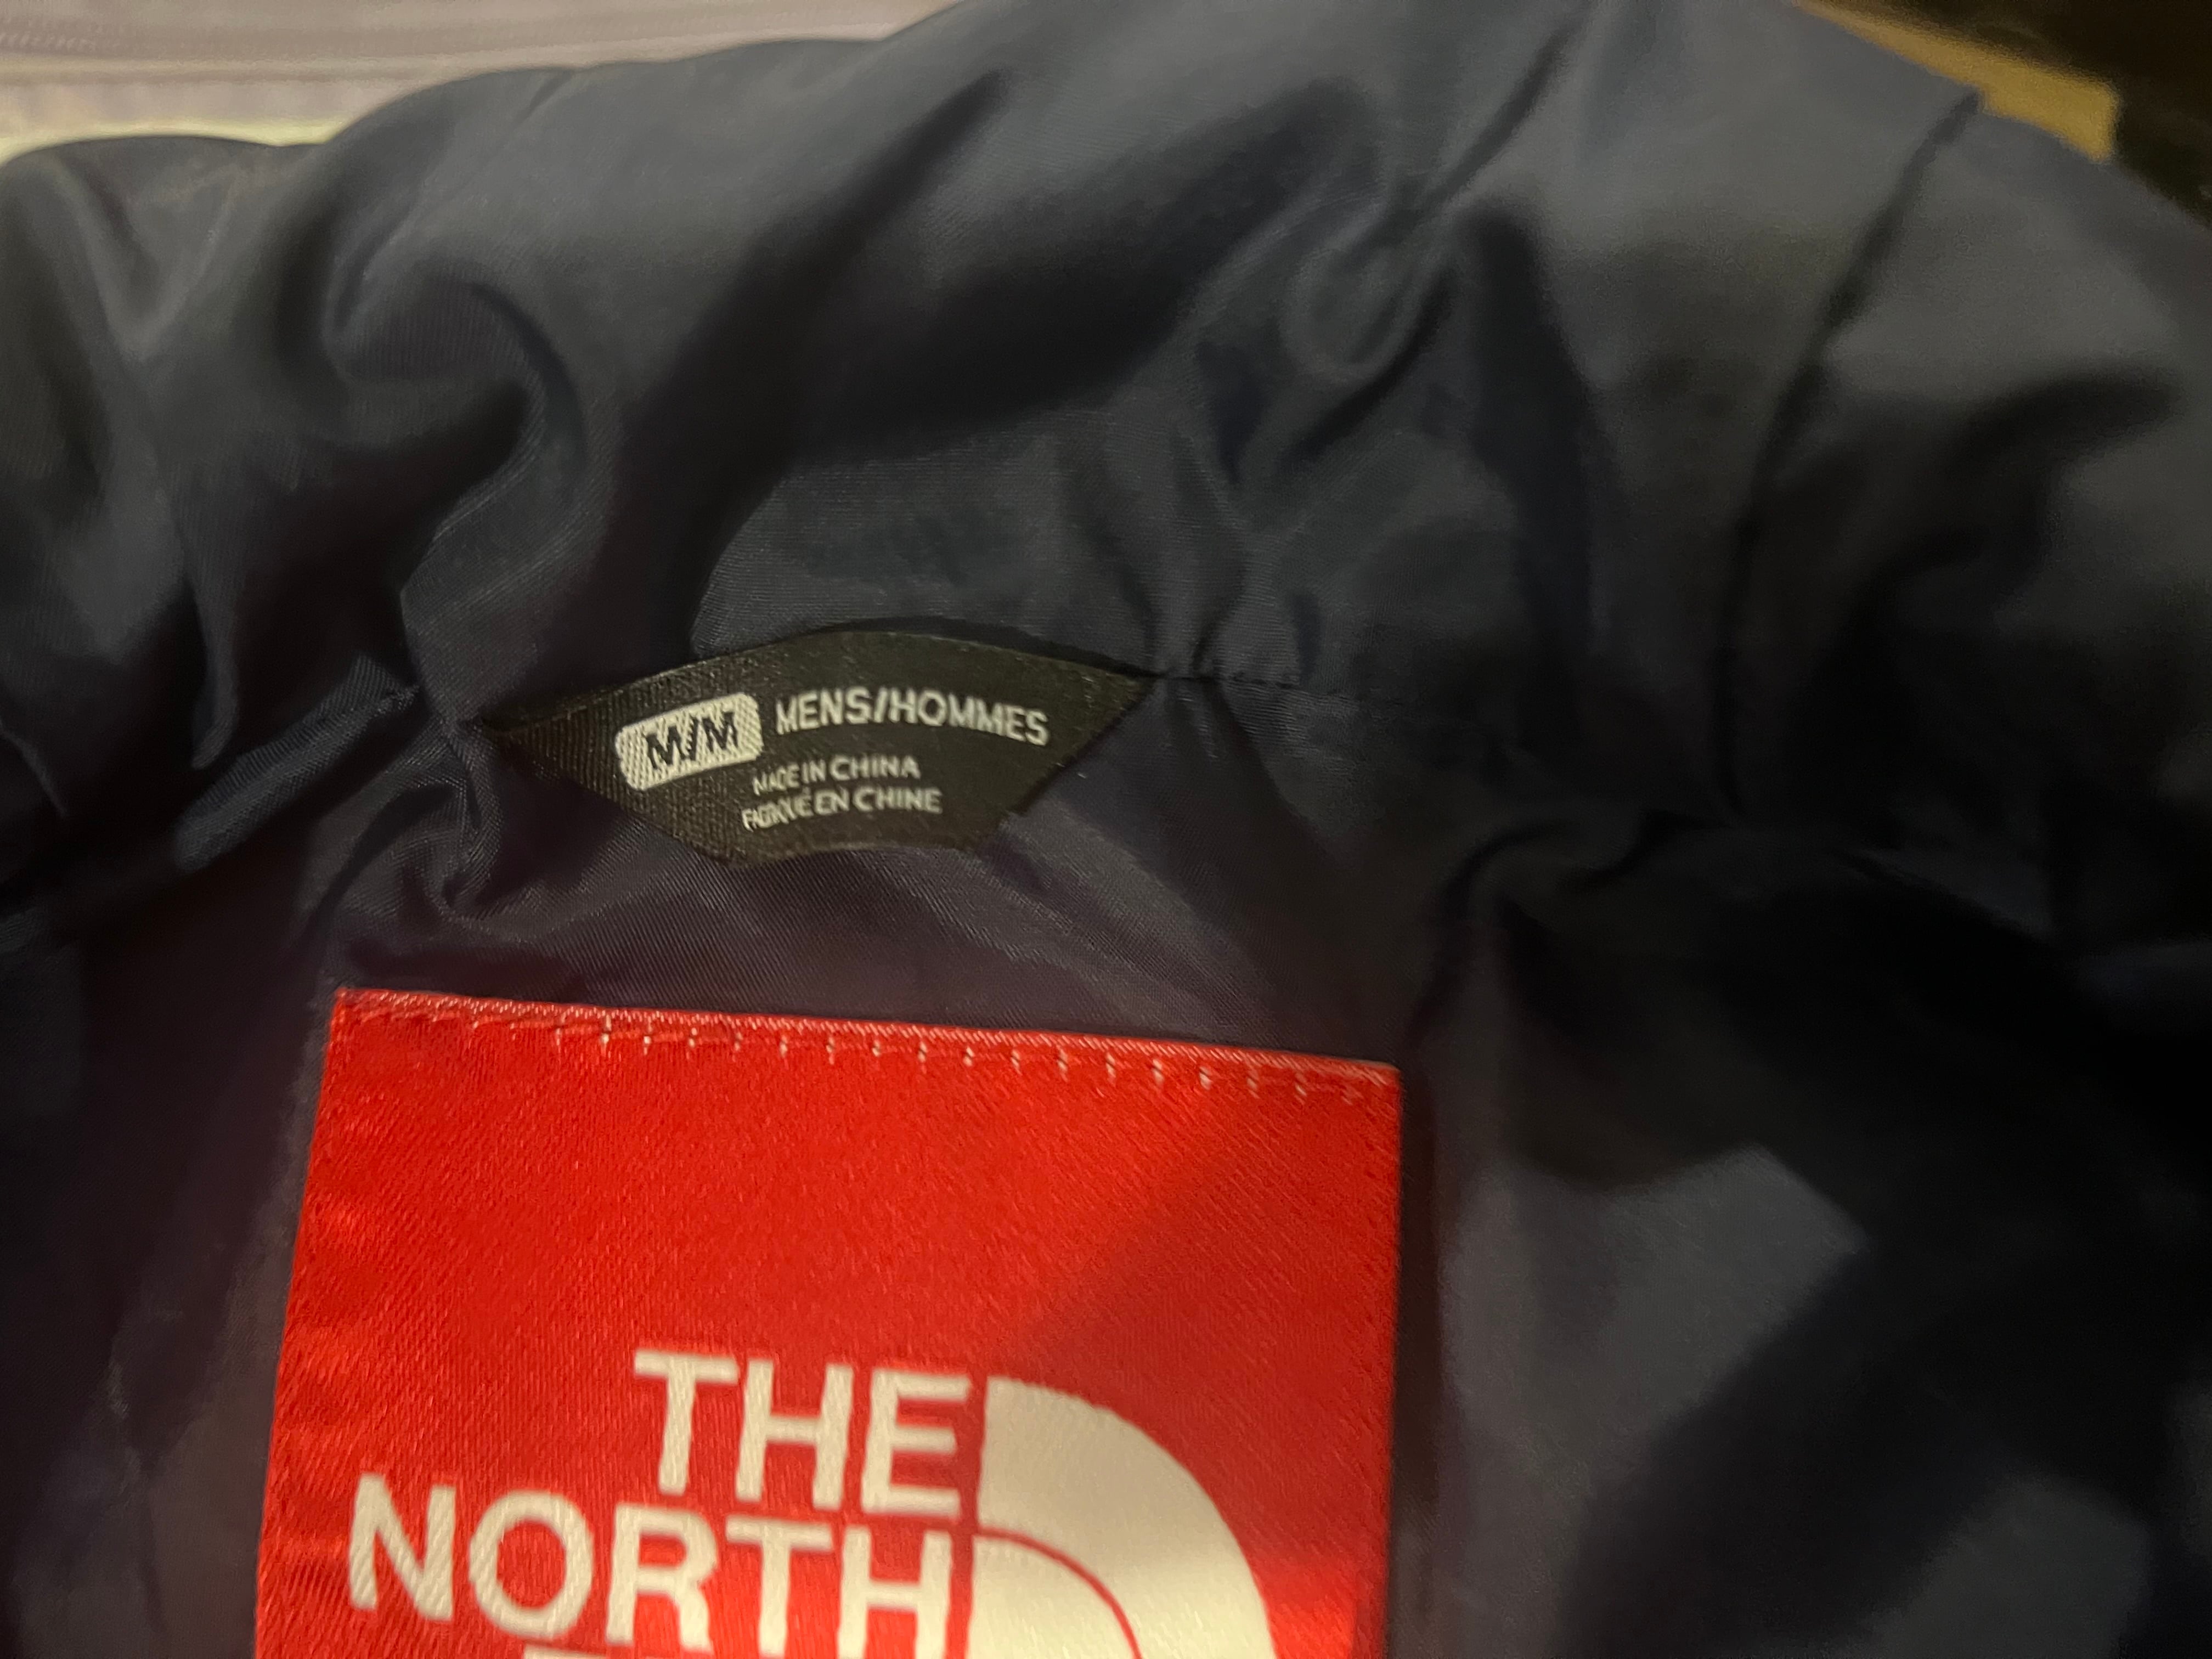 M/M MENS/HOMMES
MADE IN CHINA
FABRIQUÉ EN CHINE
THE
NORTH